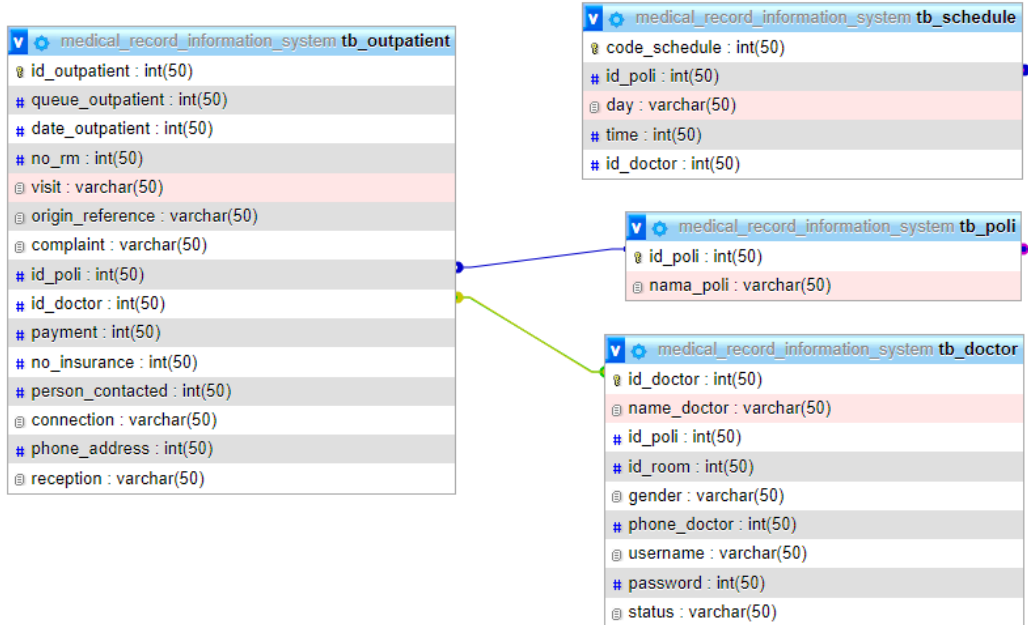 medical_record_information_system tb_outpatient
id_outpatient : int(50)
queue_outpatient : int(50)
date_outpatient : int(50)
no_rm : int(50)
visit : varchar(50)
origin_reference : varchar(50)
complaint : varchar(50)
id_poli : int(50)
id_doctor : int(50)
payment : int(50)
no_insurance : int(50)
person_contacted : int(50)
connection : varchar(50)
phone_address : int(50)
reception : varchar(50)
medical_record_information_system tb_schedule
code_schedule : int(50)
id_poli : int(50)
day : varchar(50)
time : int(50)
id_doctor : int(50)
medical_record_information_system tb_poli
id_poli : int(50)
nama_poli : varchar(50)
medical_record_information_system tb_doctor
id_doctor : int(50)
name_doctor : varchar(50)
id_poli : int(50)
id_room : int(50)
gender : varchar(50)
phone_doctor : int(50)
username : varchar(50)
password : int(50)
status : varchar(50)